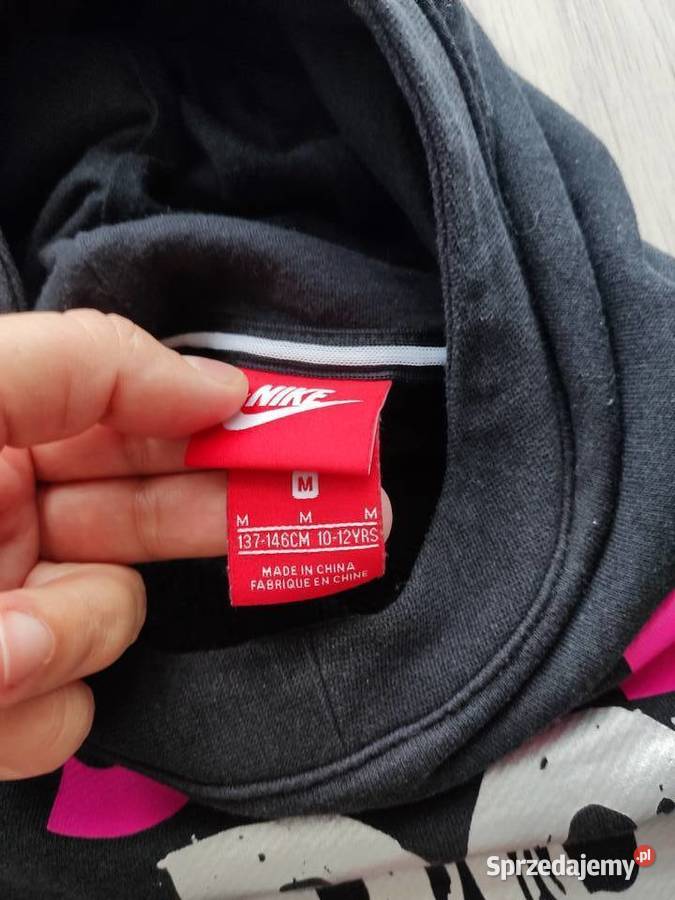 NIKE
M
M M M
137-146CM 10-12YRS
MADE IN CHINA
FABRIQUE EN CHINE
Sprzedajemy.pl